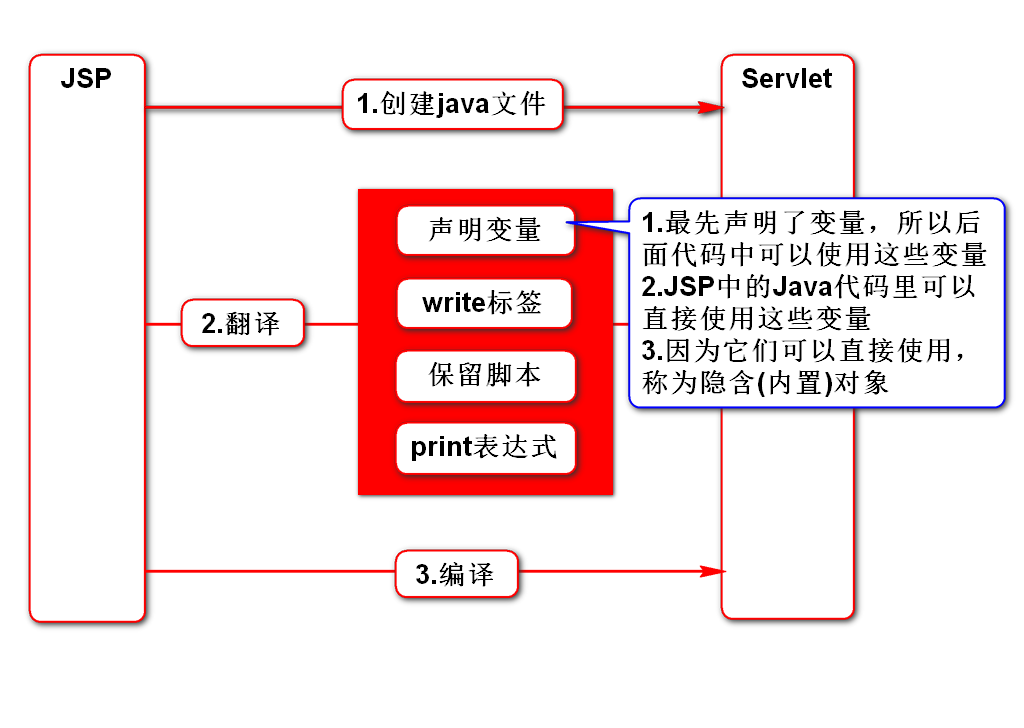 JSP
Servlet
1.创建java文件
声明变量
1.最先声明了变量，所以后
面代码中可以使用这些变量
2.JSP中的Java代码里可以
直接使用这些变量
3.因为它们可以直接使用，
称为隐含(内置)对象
write标签
2.翻译
保留脚本
print表达式
3.编译